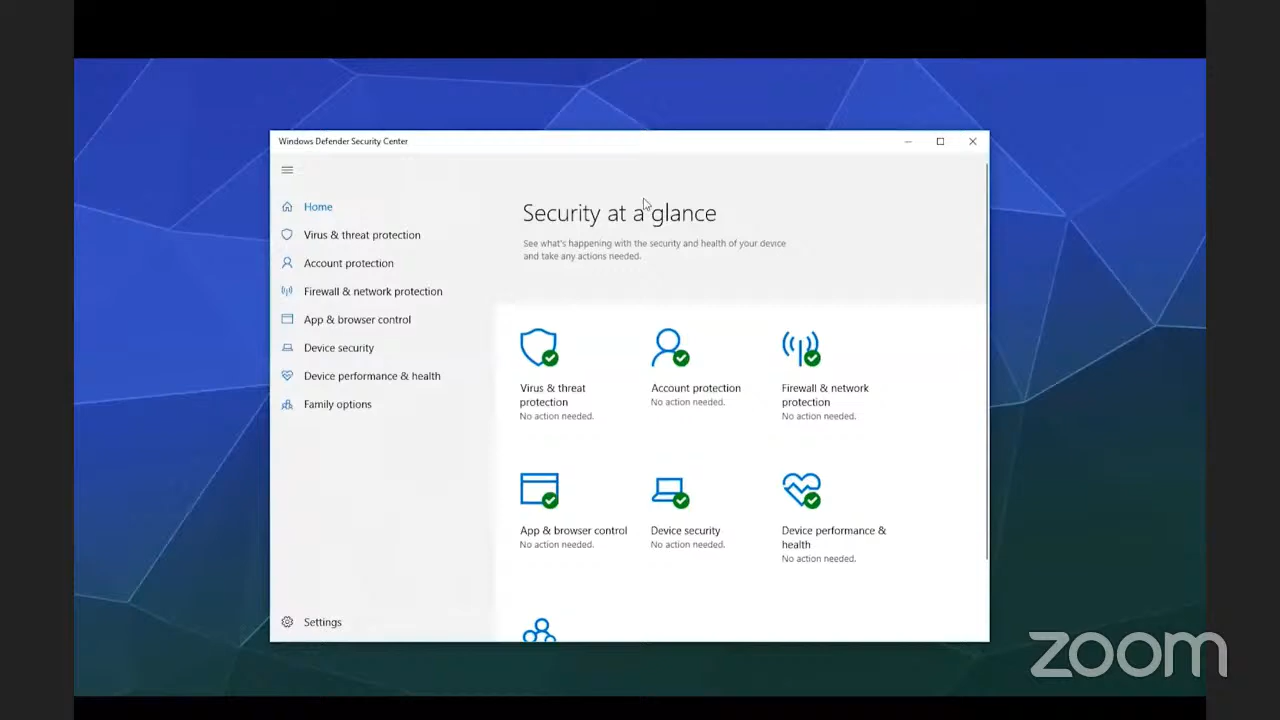 Windows Defender Security Center
Home
Virus & threat protection
Account protection
Firewall & network protection
App & browser control
Device security
Device performance & health
Family options
Settings
Security at a glance
See what's happening with the security and health of your device
and take any actions needed.
Virus & threat
protection
No action needed.
Account protection
No action needed.
Firewall & network
protection
No action needed.
App & browser control
No action needed.
Device security
No action needed.
Device performance &
health
No action needed.
zoom